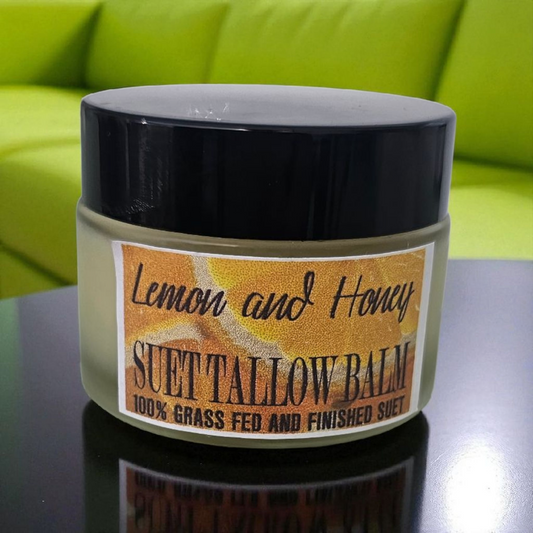 Lemon and Honey
SUET TALLOW BALM
100% GRASS FED AND FINISHED SUET